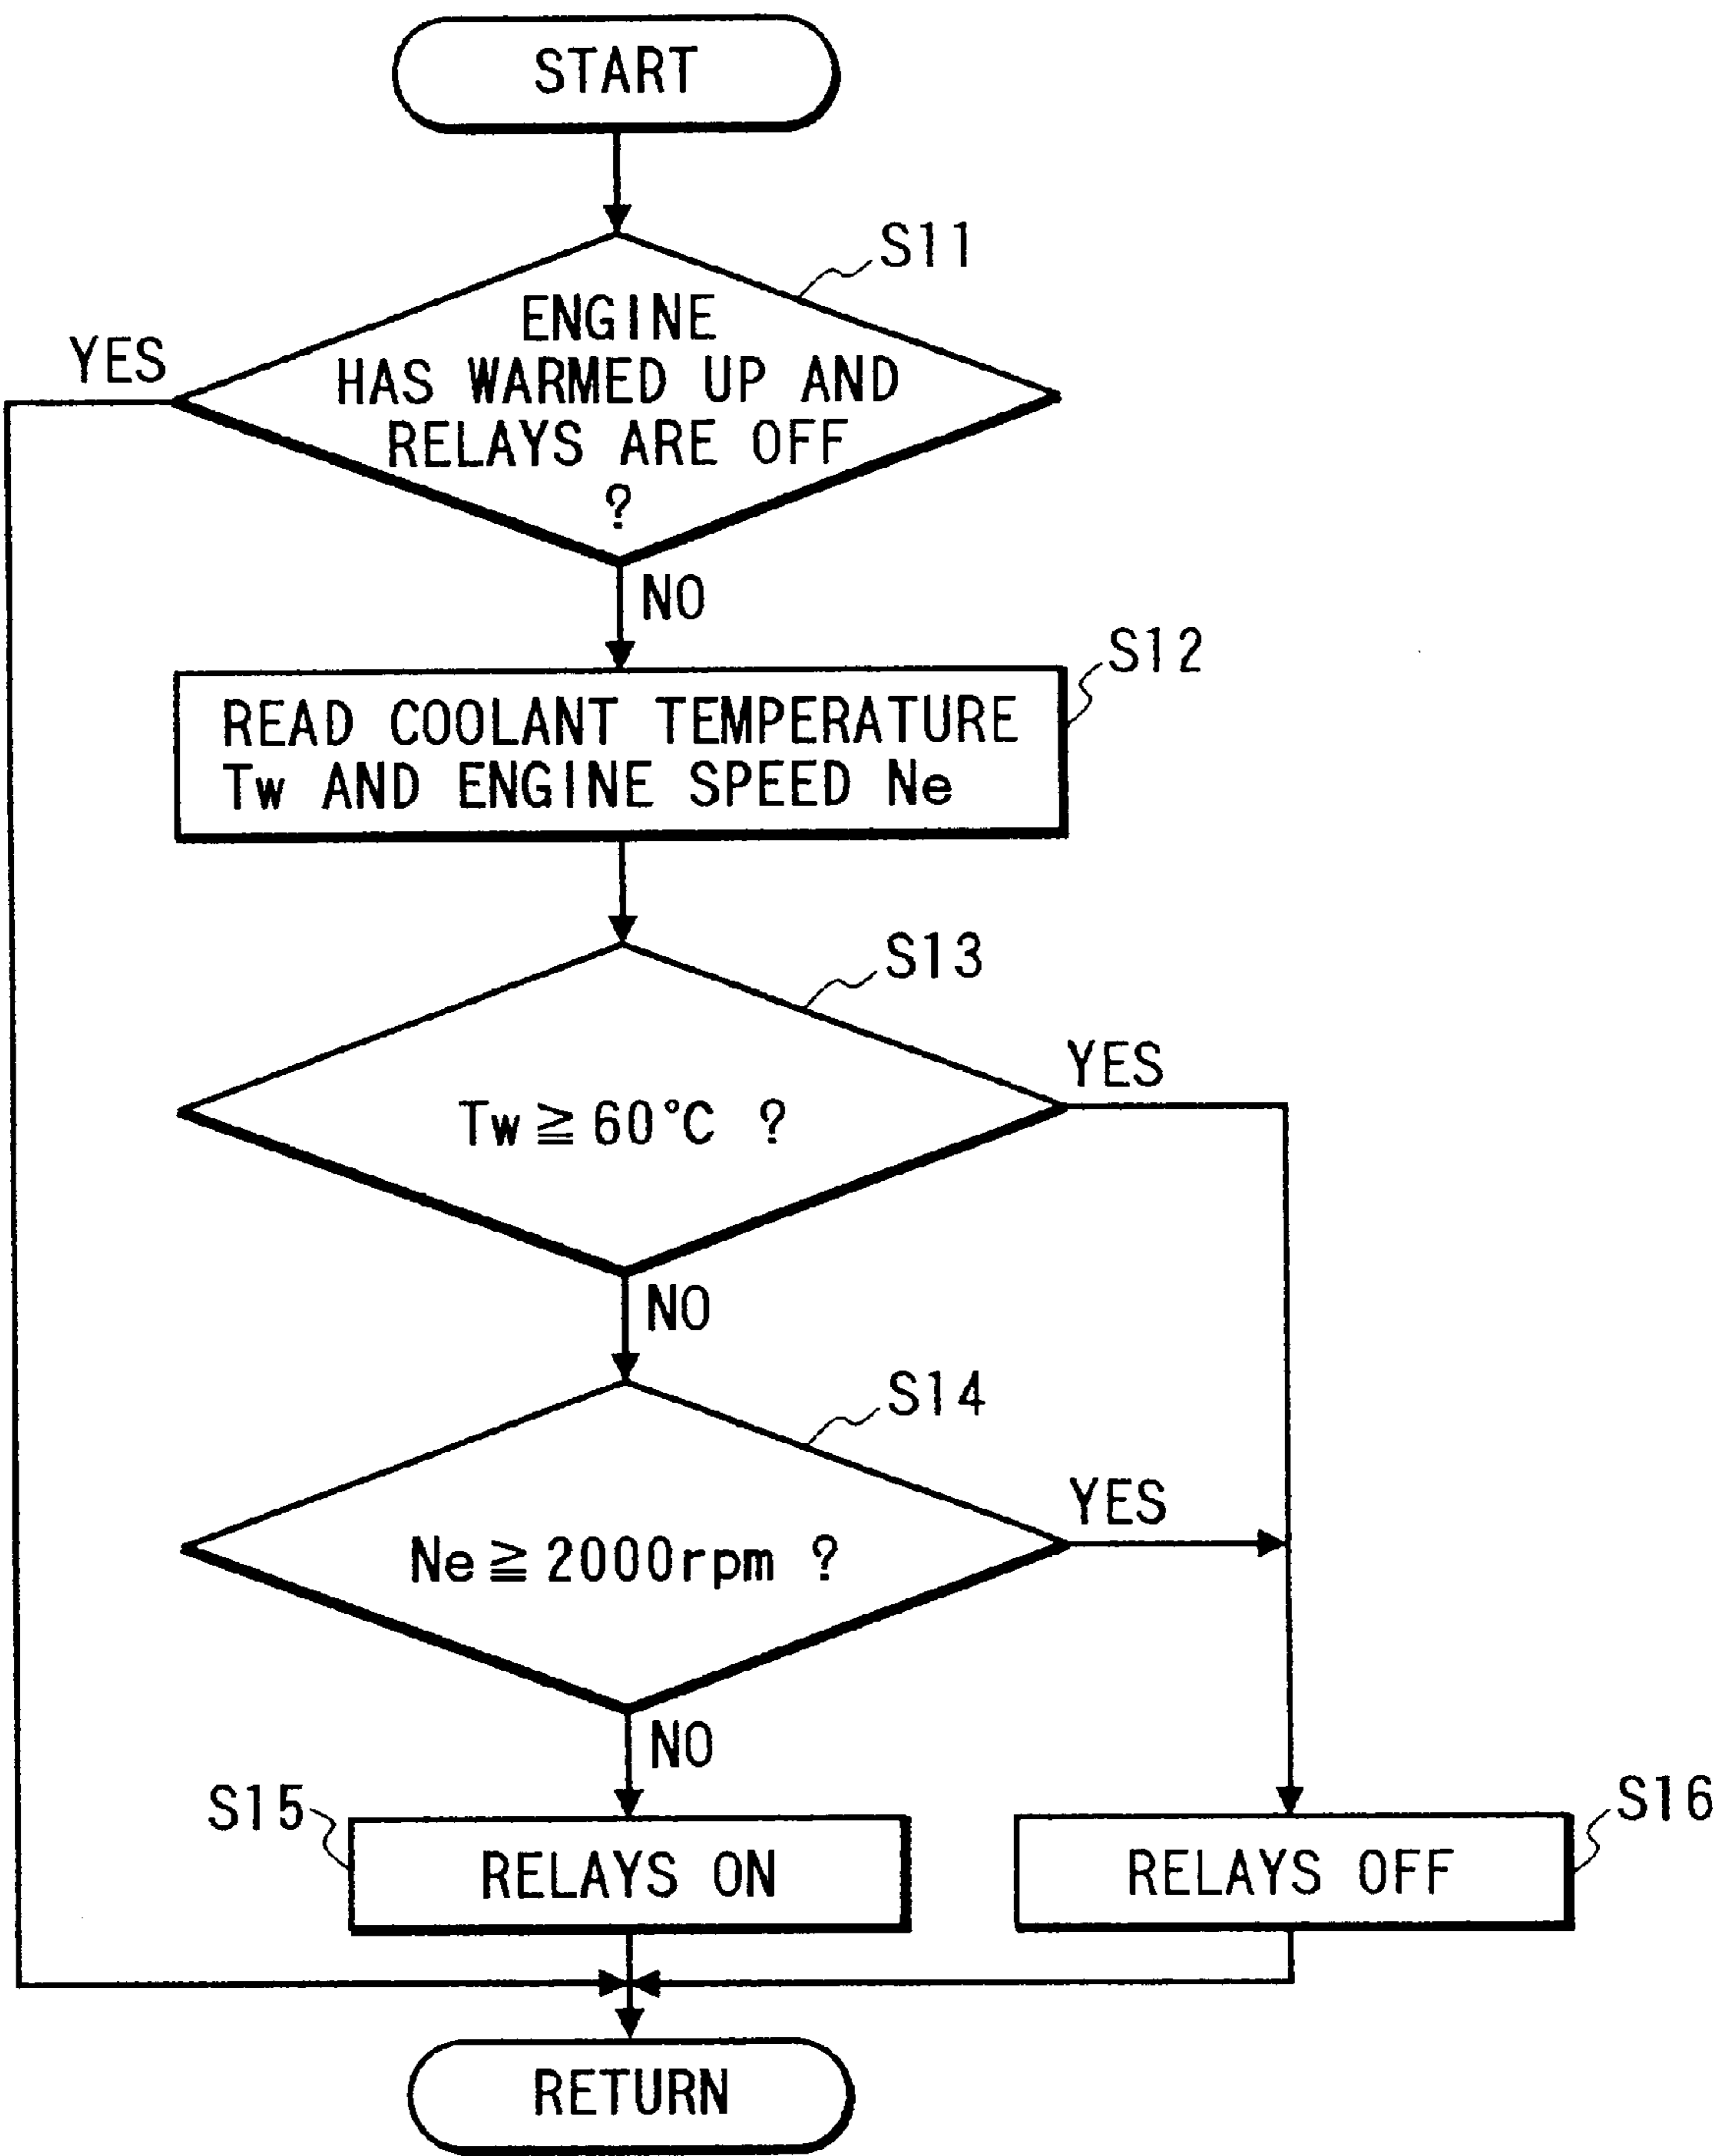 START
S11
ENGINE
HAS WARMED UP AND
RELAYS ARE OFF
?
YES
NO
S12
READ COOLANT TEMPERATURE
Tw AND ENGINE SPEED Ne
S13
Tw≧60°C ?
YES
NO
S14
Ne≧2000rpm ?
YES
NO
S15
RELAYS ON
S16
RELAYS OFF
RETURN